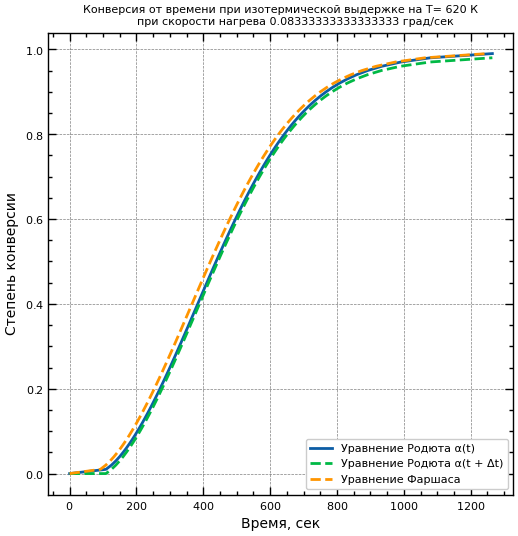 Конверсия от времени при изотермической выдержке на T= 620 К
при скорости нагрева 0.08333333333333333 град/сек
Степень конверсии
1.0
0.8
0.6
0.4
0.2
0.0
Уравнение Родюта α(t)
Уравнение Родюта α(t + Δt)
Уравнение Фаршаса
0 200 400 600 800 1000 1200
Время, сек